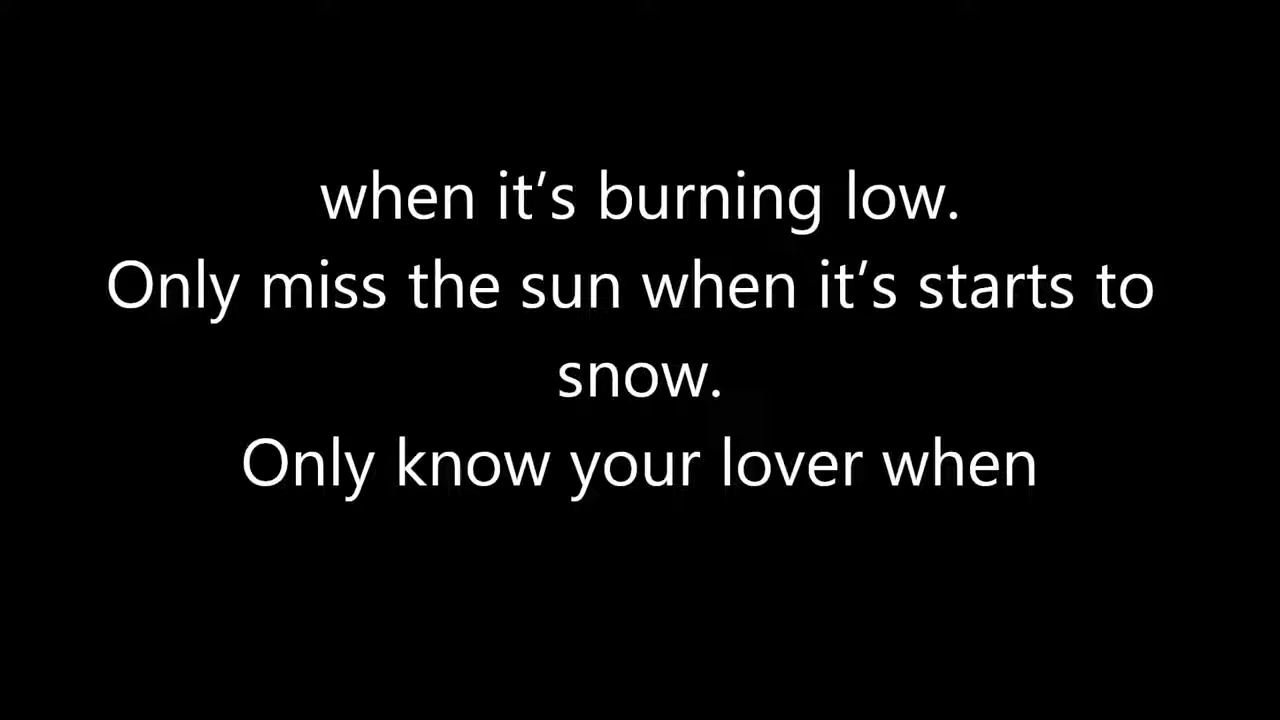 when it’s burning low.
Only miss the sun when it’s starts to
snow.
Only know your lover when